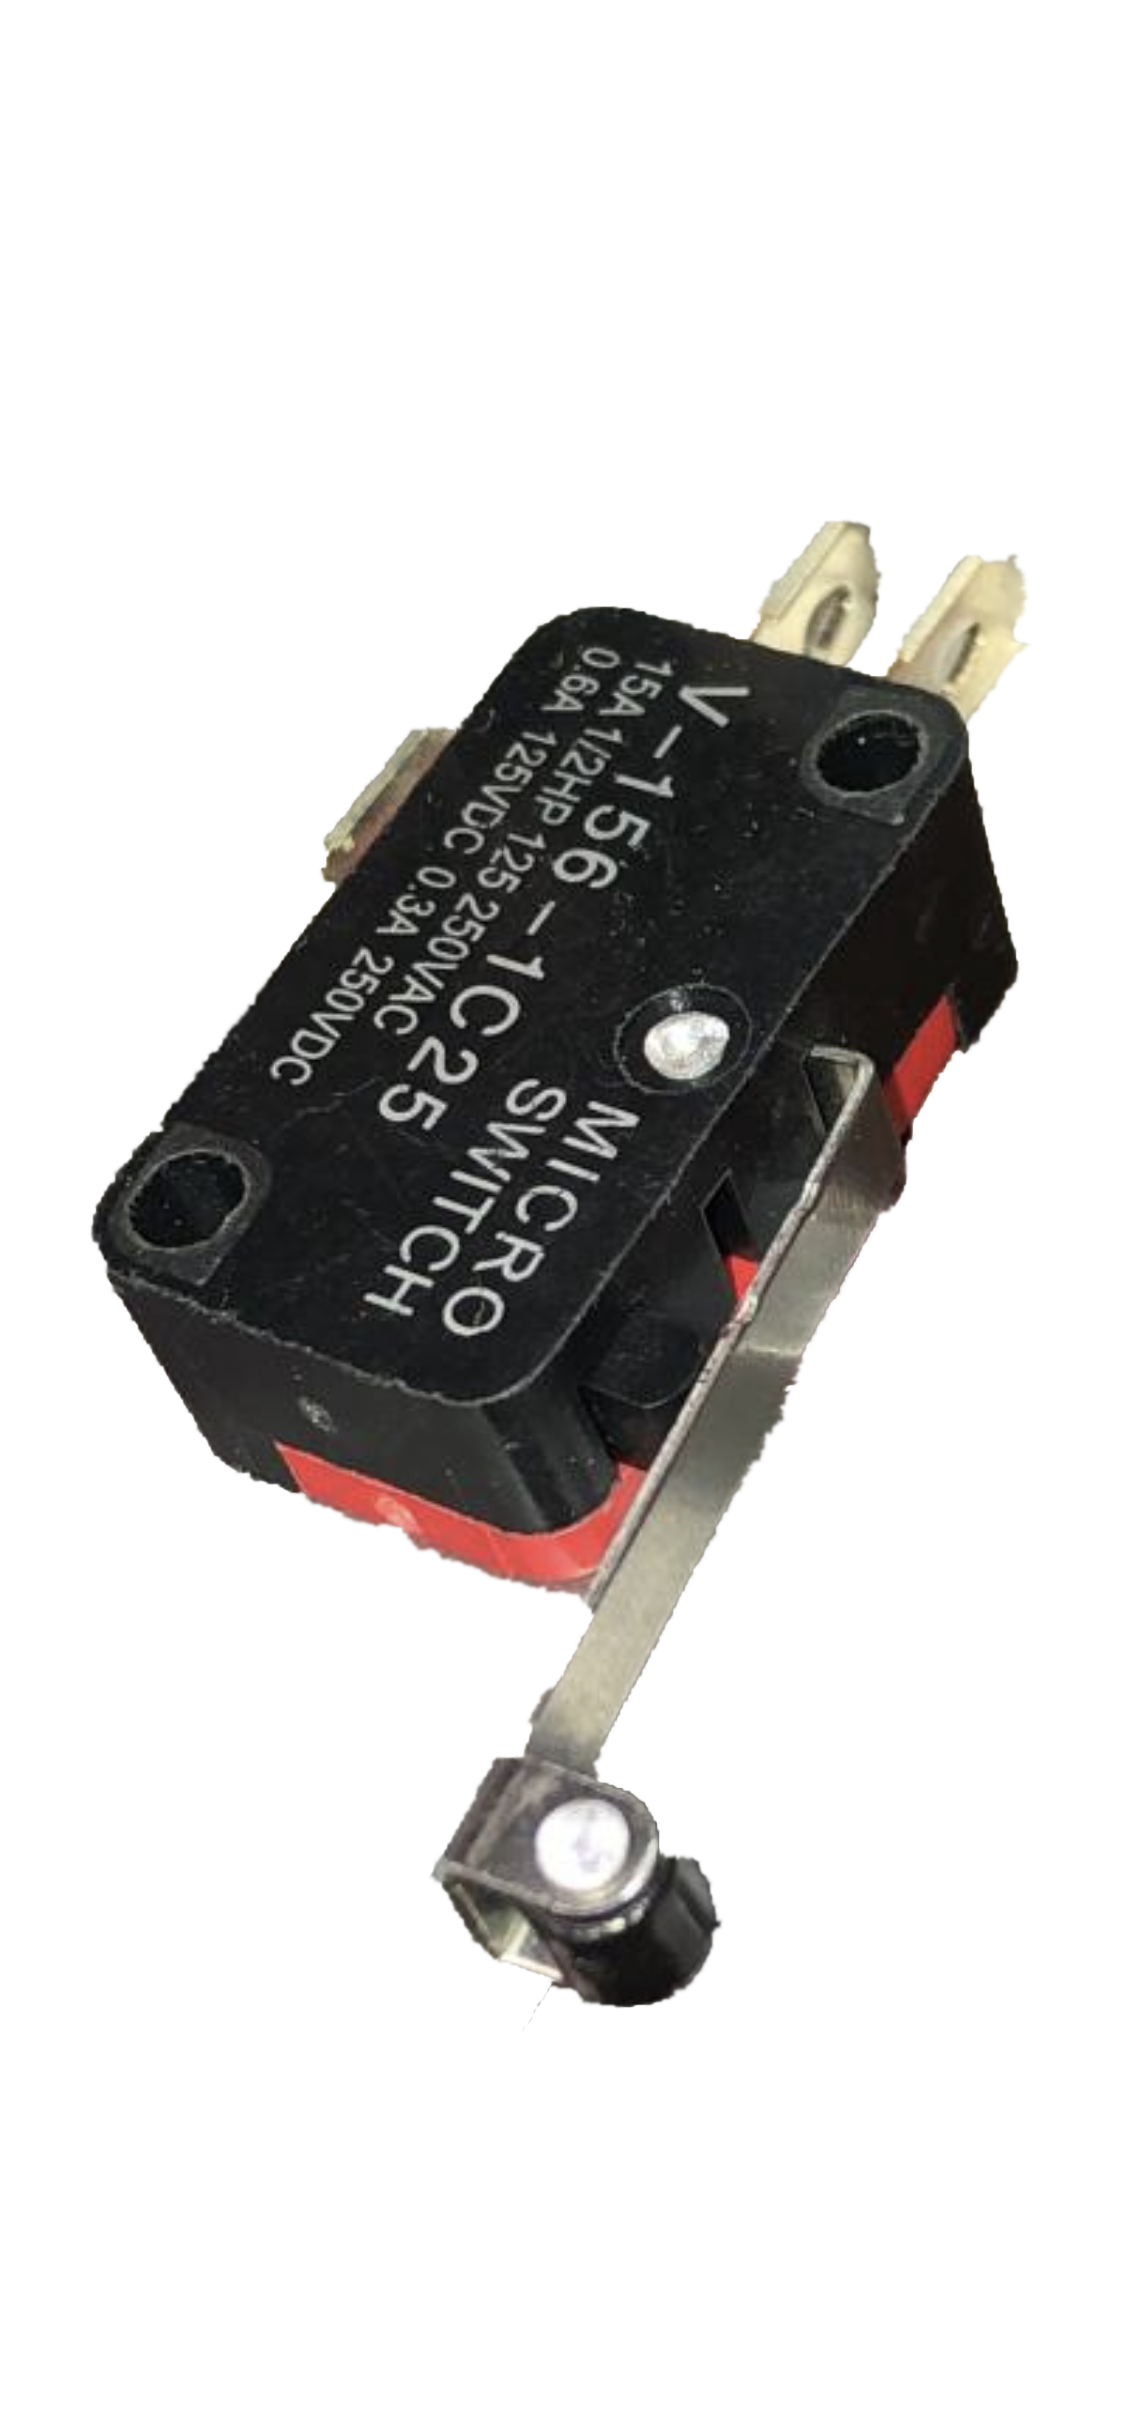 V-156-1C25
15A 1/2HP 125 250VAC
0.6A 125VDC 0.3A 250VDC
MICRO
SWITCH